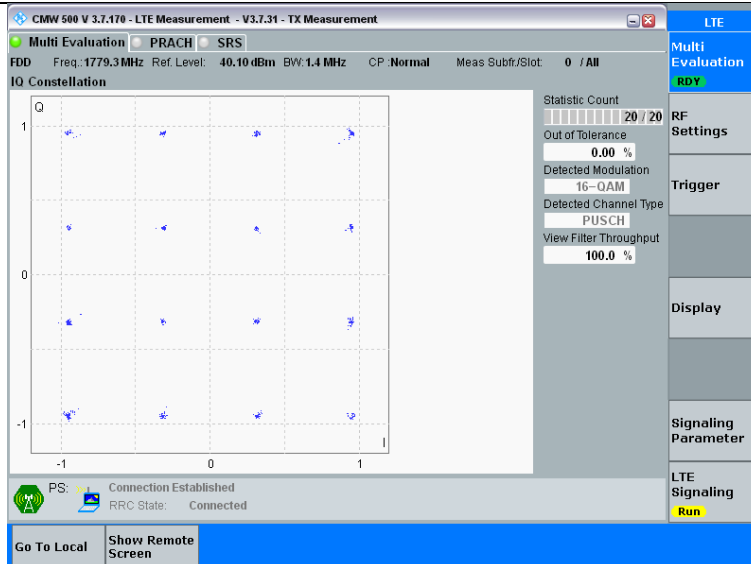 CMW 500 V 3.7.170 - LTE Measurement - V3.7.31 - TX Measurement
LTE
Multi Evaluation PRACH SRS
FDD Freq.:1779.3 MHz Ref. Level: 40.10 dBm BW:1.4 MHz CP :Normal Meas Subfr./Slot: 0 / All
IQ Constellation
Q
1
0
-1
-1 0 1
I
Statistic Count
20 / 20
Out of Tolerance
0.00 %
Detected Modulation
16-QAM
Detected Channel Type
PUSCH
View Filter Throughput
100.0 %
Multi
Evaluation
RDY
RF
Settings
Trigger
Display
Signaling
Parameter
LTE
Signaling
Run
PS: Connection Established
RRC State: Connected
Go To Local
Show Remote
Screen